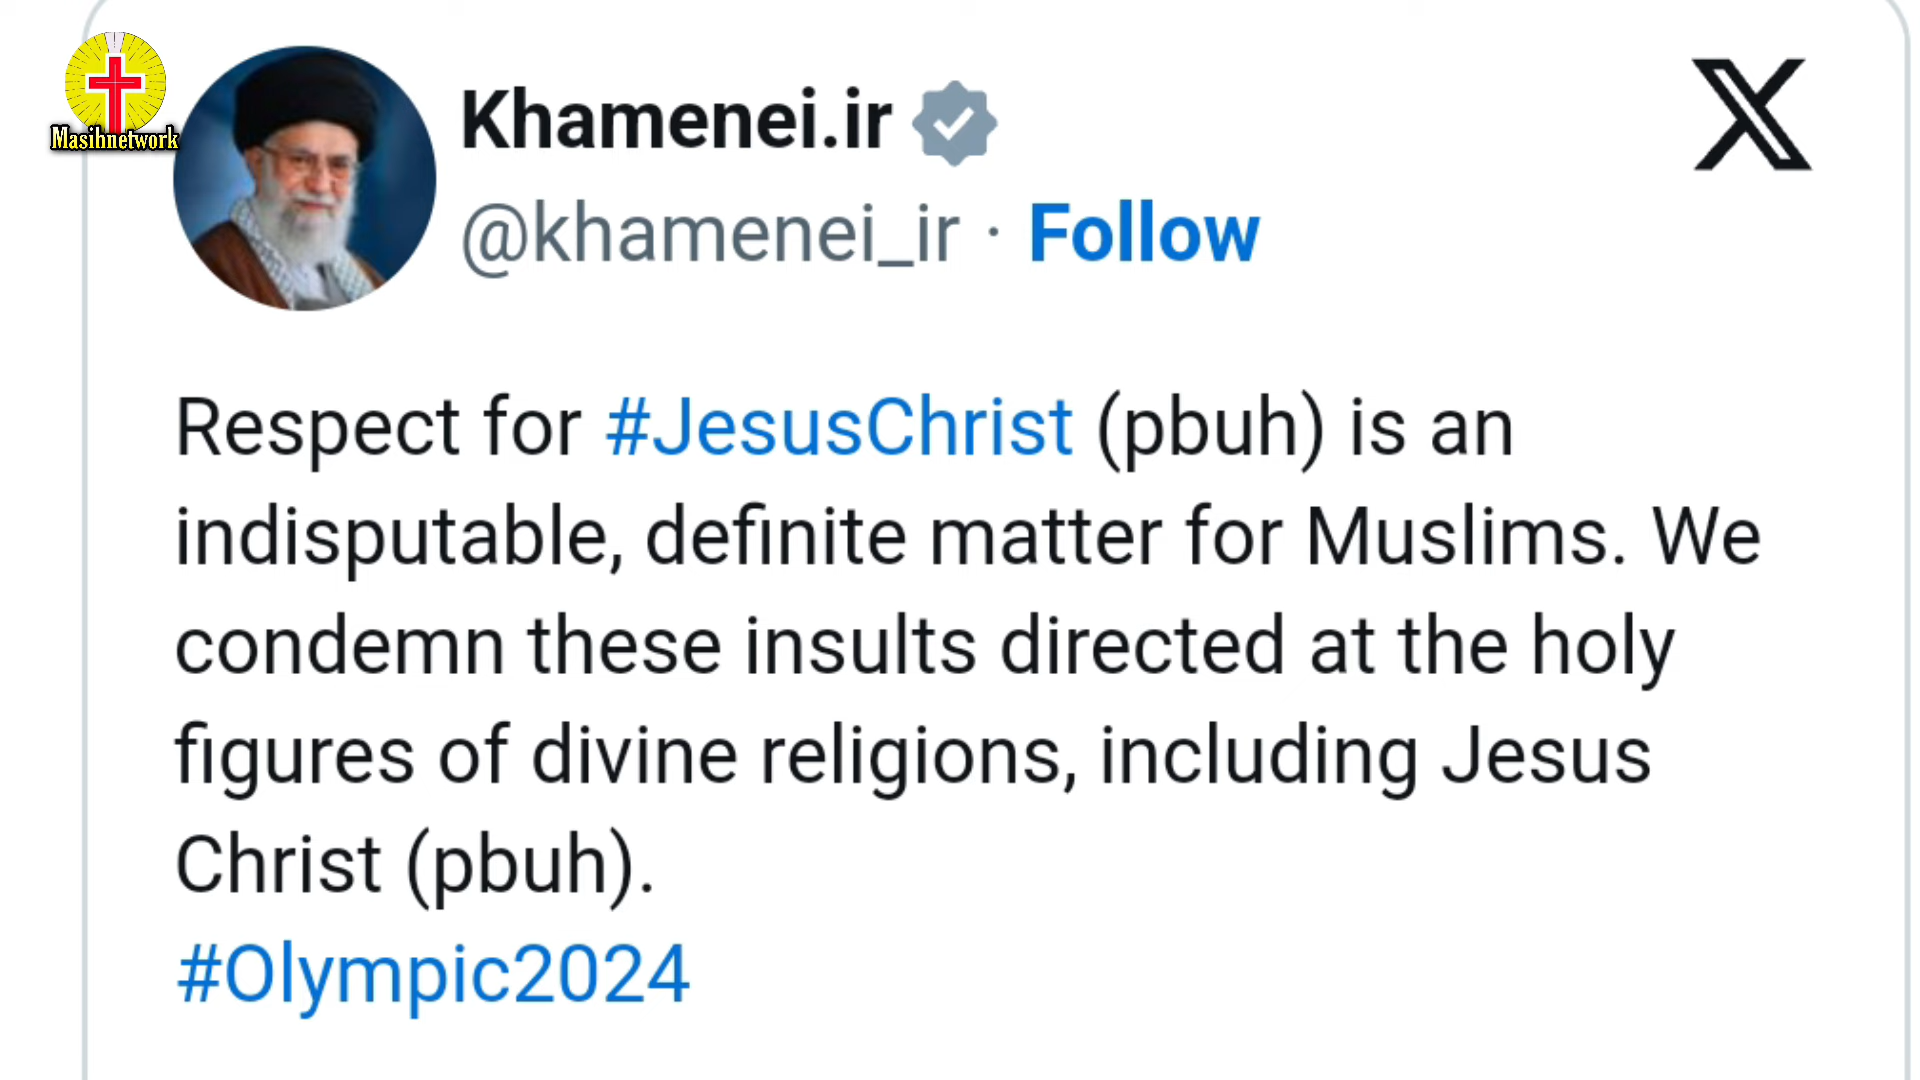 Masihnetwork
Khamenei.ir
@khamenei_ir · Follow
Respect for #JesusChrist (pbuh) is an
indisputable, definite matter for Muslims. We
condemn these insults directed at the holy
figures of divine religions, including Jesus
Christ (pbuh).
#Olympic2024